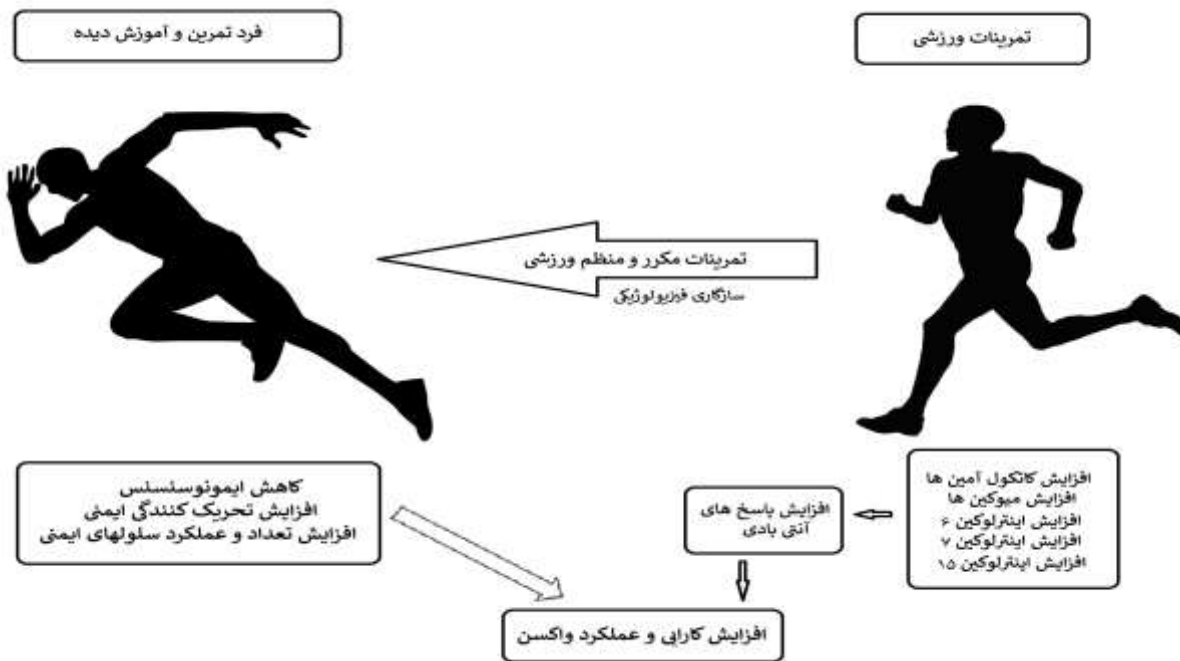 تمرینات ورزشی
فرد تمرین و آموزش دیده
تمرینات مکرر و منظم ورزشی
سازگاری فیزیولوژیکی
افزایش کاتکول آمین ها
افزایش میوکین ها
افزایش اینترلوکین ۶
افزایش اینترلوکین ۷
افزایش اینترلوکین ۱۵
افزایش پاسخ های
آنتی بادی
کاهش ایمونوسنسنس
افزایش تحریک کنندگی ایمنی
افزایش تعداد و عملکرد سلولهای ایمنی
افزایش کارایی و عملکرد واکسن